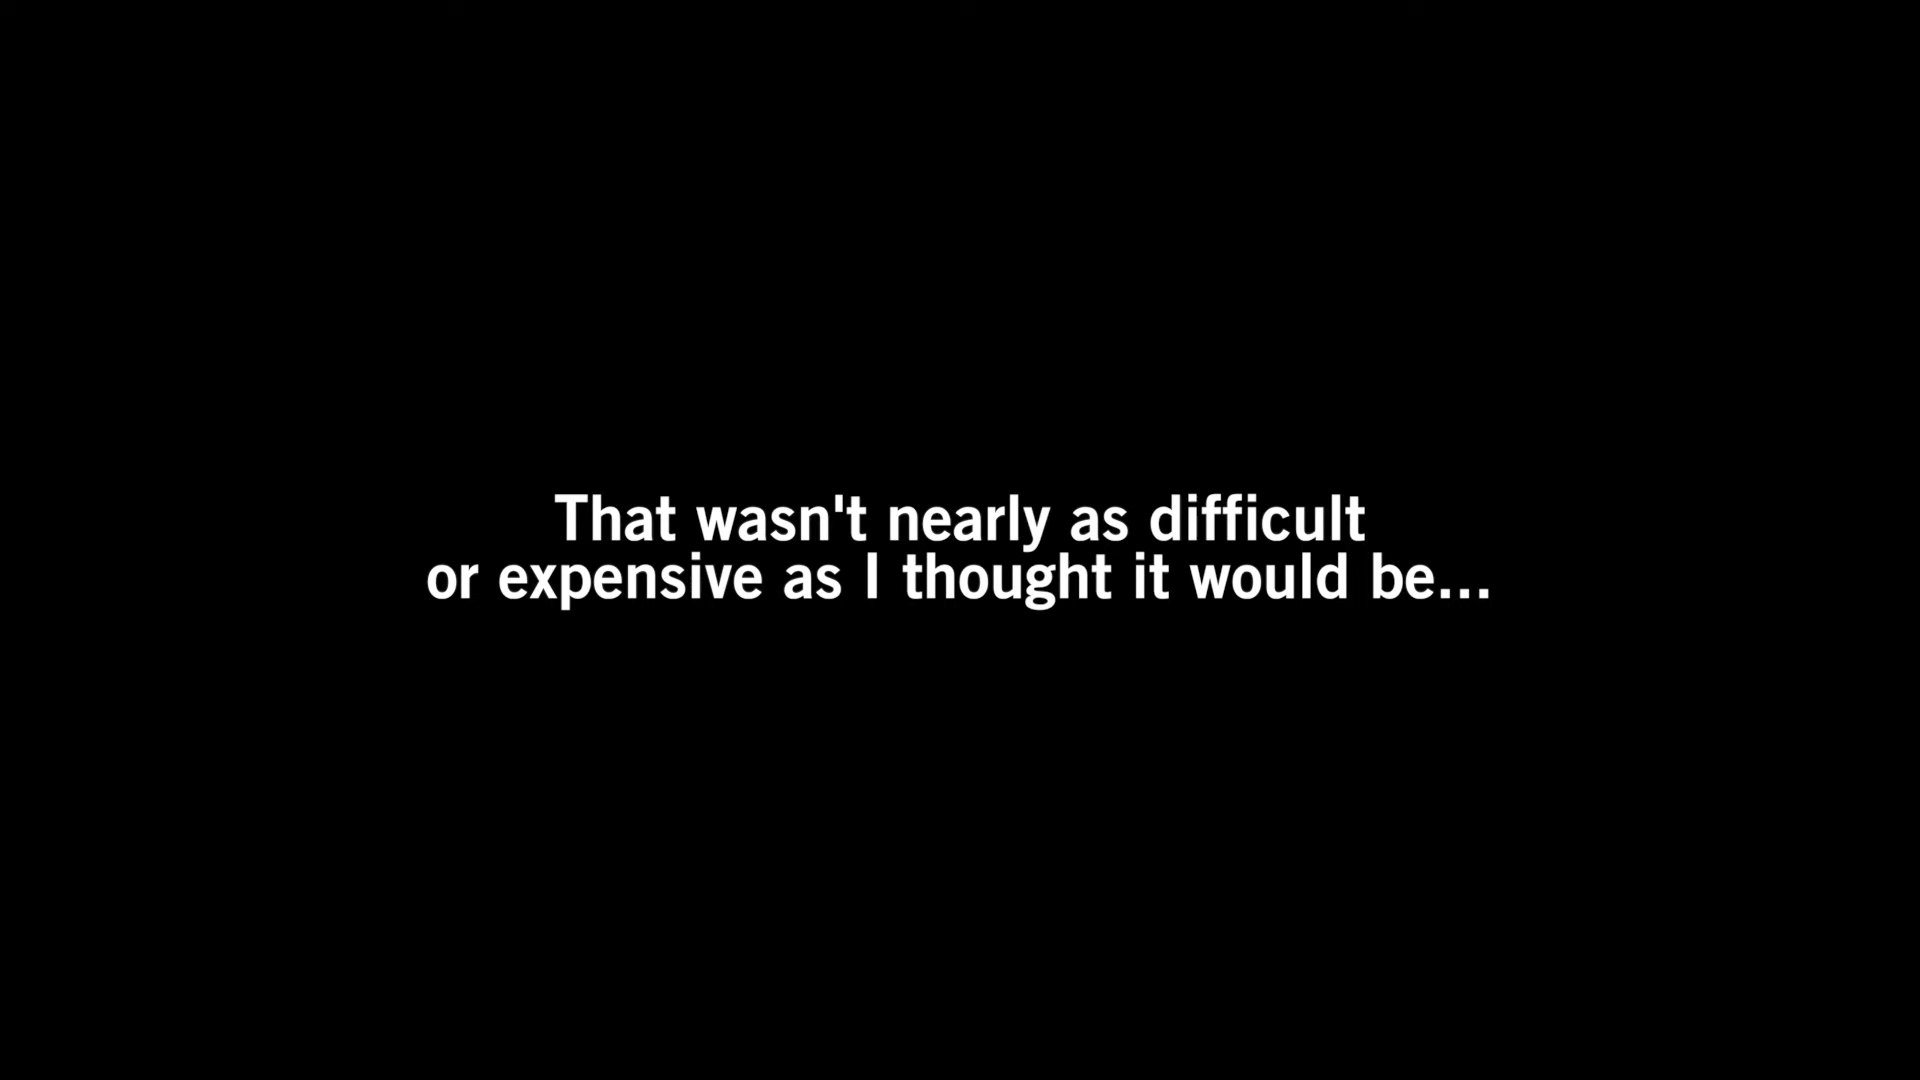 That wasn't nearly as difficult
or expensive as I thought it would be...